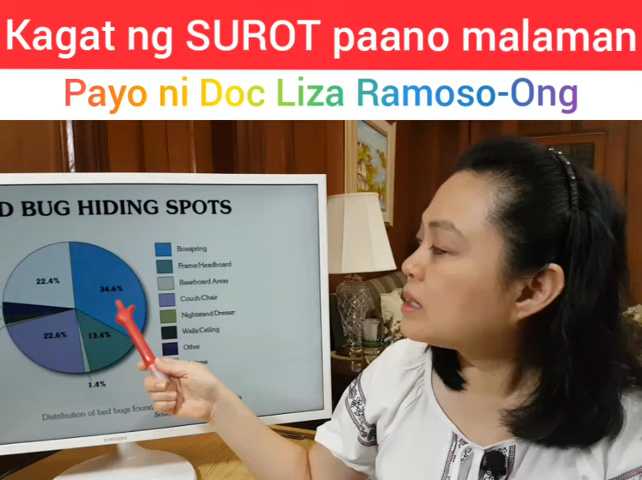 Kagat ng SUROT paano malaman
Payo ni Doc Liza Ramoso-Ong
D BUG HIDING SPOTS
Boxspring
Frame/Headboard
Baseboard Areas
Couch/Chair
Nightstand/Dresser
Walls/Ceiling
Other
22.4%
34.6%
22.6%
13.4%
1.4%
Distribution of bed bugs found
SAMSUNG